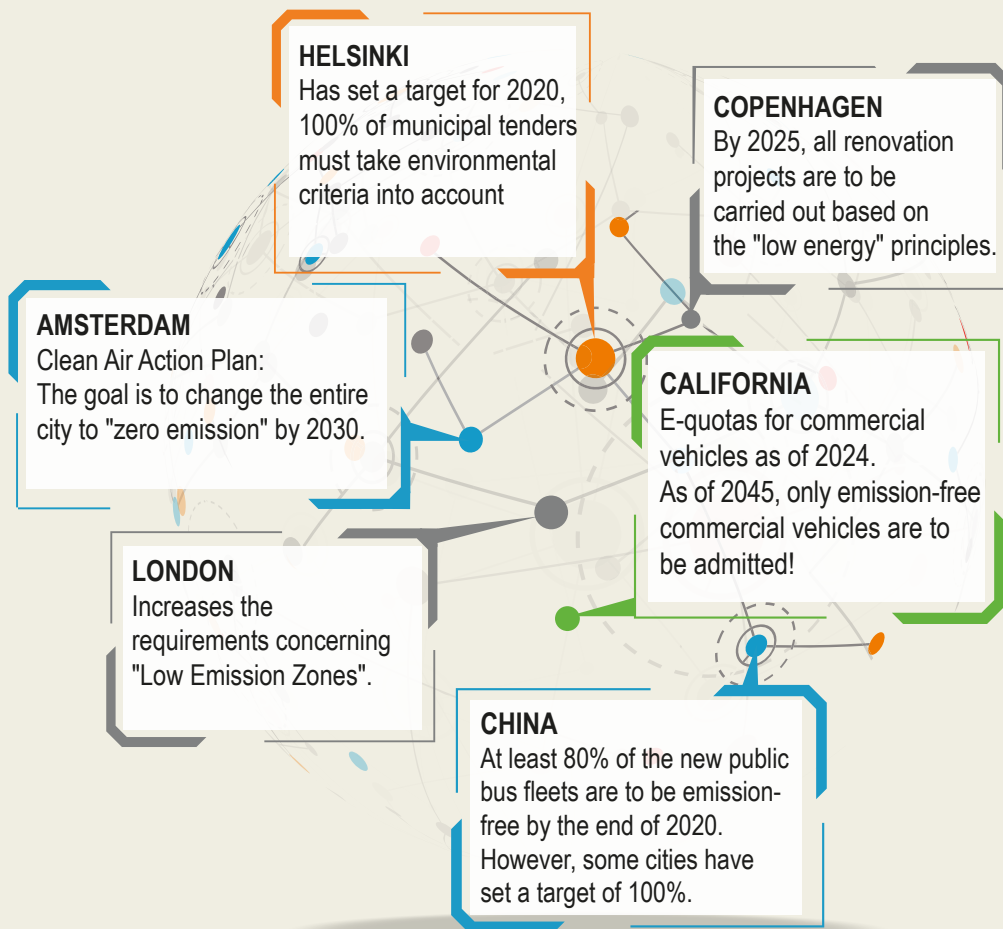 HELSINKI
Has set a target for 2020,
100% of municipal tenders
must take environmental
criteria into account
COPENHAGEN
By 2025, all renovation
projects are to be
carried out based on
the "low energy" principles.
AMSTERDAM
Clean Air Action Plan:
The goal is to change the entire
city to "zero emission" by 2030.
CALIFORNIA
E-quotas for commercial
vehicles as of 2024.
As of 2045, only emission-free
commercial vehicles are to
be admitted!
LONDON
Increases the
requirements concerning
"Low Emission Zones".
CHINA
At least 80% of the new public
bus fleets are to be emission-
free by the end of 2020.
However, some cities have
set a target of 100%.